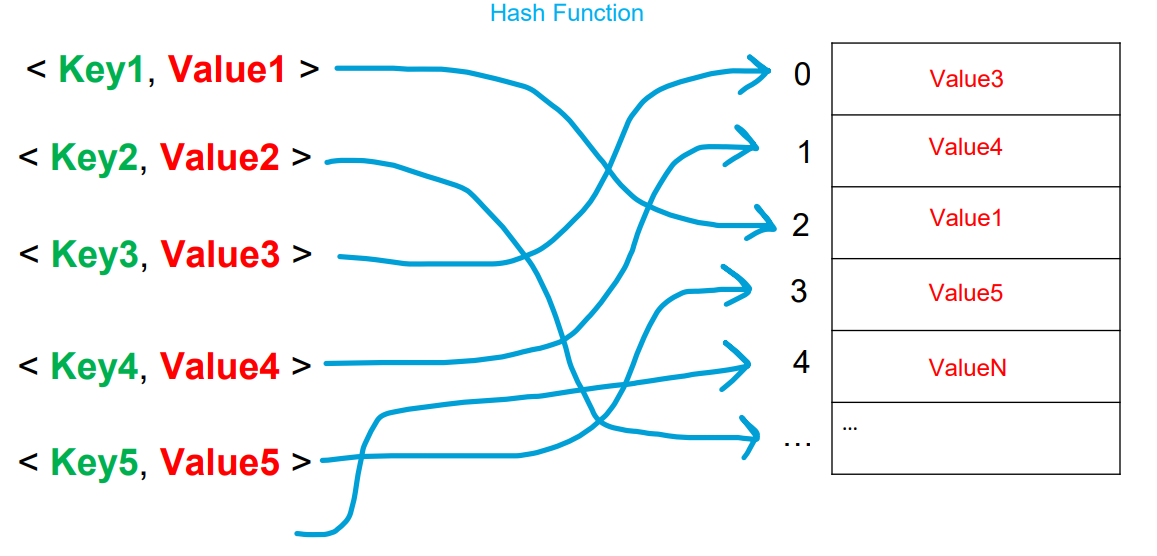 Hash Function
< Key1, Value1 >
< Key2, Value2 >
< Key3, Value3 >
< Key4, Value4 >
< Key5, Value5 >
0 Value3
1 Value4
2 Value1
3 Value5
4 ValueN
... ...